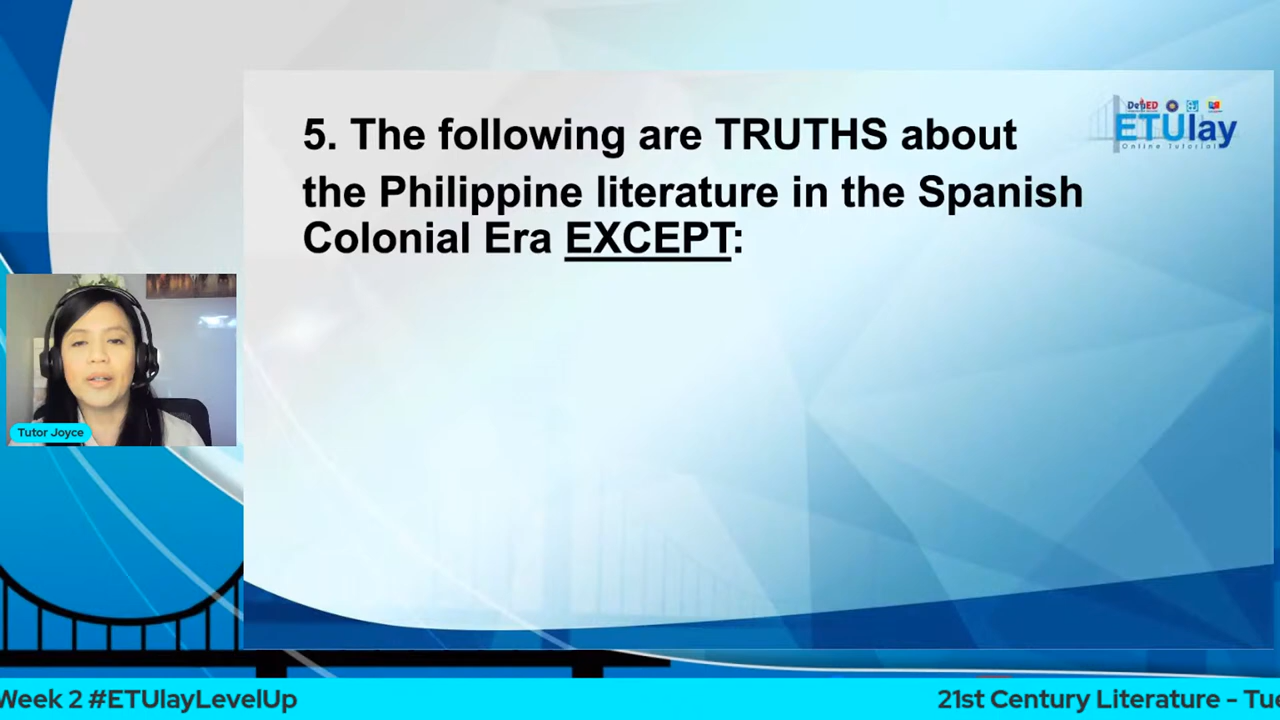 5. The following are TRUTHS about
the Philippine literature in the Spanish
Colonial Era EXCEPT:
DepED
ETUlay
Online Tutorial
Tutor Joyce
Week 2 #ETUlayLevelUp
21st Century Literature - Tue